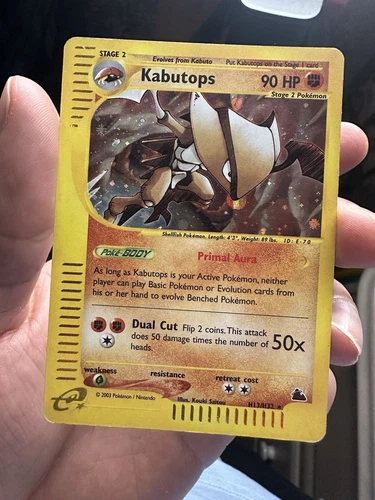 STAGE 2
Evolves from Kabuto
Put Kabutops on the Stage 1 card
Kabutops
90 HP
Stage 2 Pokémon
Shellfish Pokémon. Length: 4'3", Weight: 89 lbs. ID: E-70
Poké-BODY
Primal Aura
As long as Kabutops is your Active Pokémon, neither
player can play Basic Pokémon or Evolution cards from
his or her hand to evolve Benched Pokémon.
Dual Cut Flip 2 coins. This attack
does 50 damage times the number of
heads.
50x
weakness
resistance
retreat cost
© 2003 Pokémon / Nintendo
Illus. Kouki Saitou
H13/H32
e